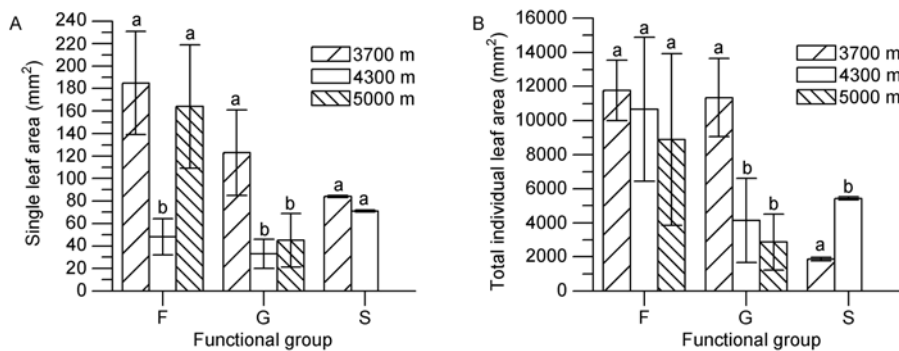 A
Single leaf area (mm²)
240
220
200
180
160
140
120
100
80
60
40
20
0
a
b
a
a
b
b
a
a
3700 m
4300 m
5000 m
F
G
S
Functional group
B
Total individual leaf area (mm²)
16000
14000
12000
10000
8000
6000
4000
2000
0
a
a
a
a
b
b
a
b
3700 m
4300 m
5000 m
F
G
S
Functional group